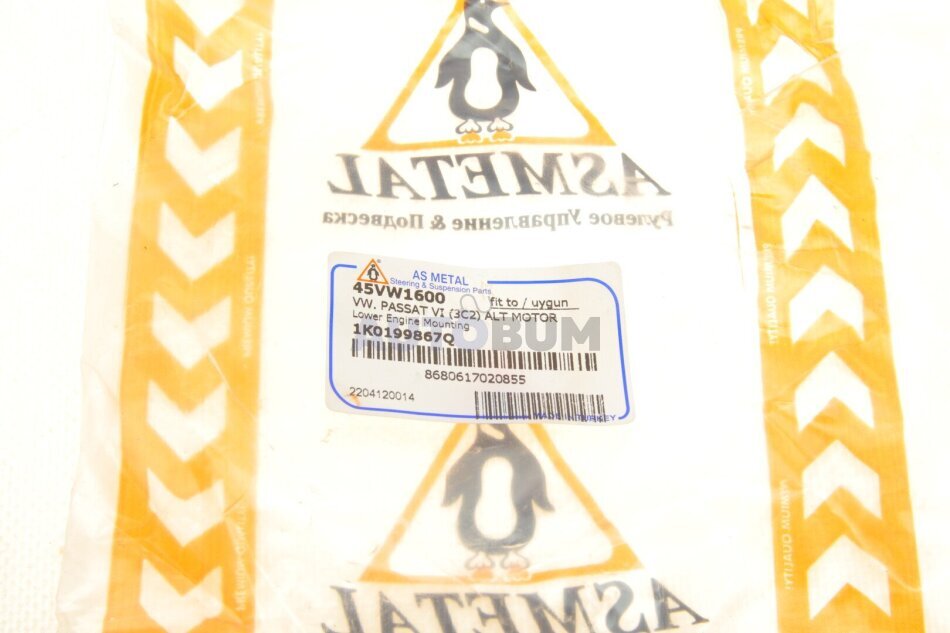 ASMETAL
Рулевое Управление & Подвеска
AS METAL
Steering & Suspension Parts
45VW1600 fit to / uygun
VW. PASSAT VI (3C2) ALT MOTOR
Lower Engine Mounting
1K0199867Q
8680617020855
2204120014
MADE IN TURKEY
ASMETAL